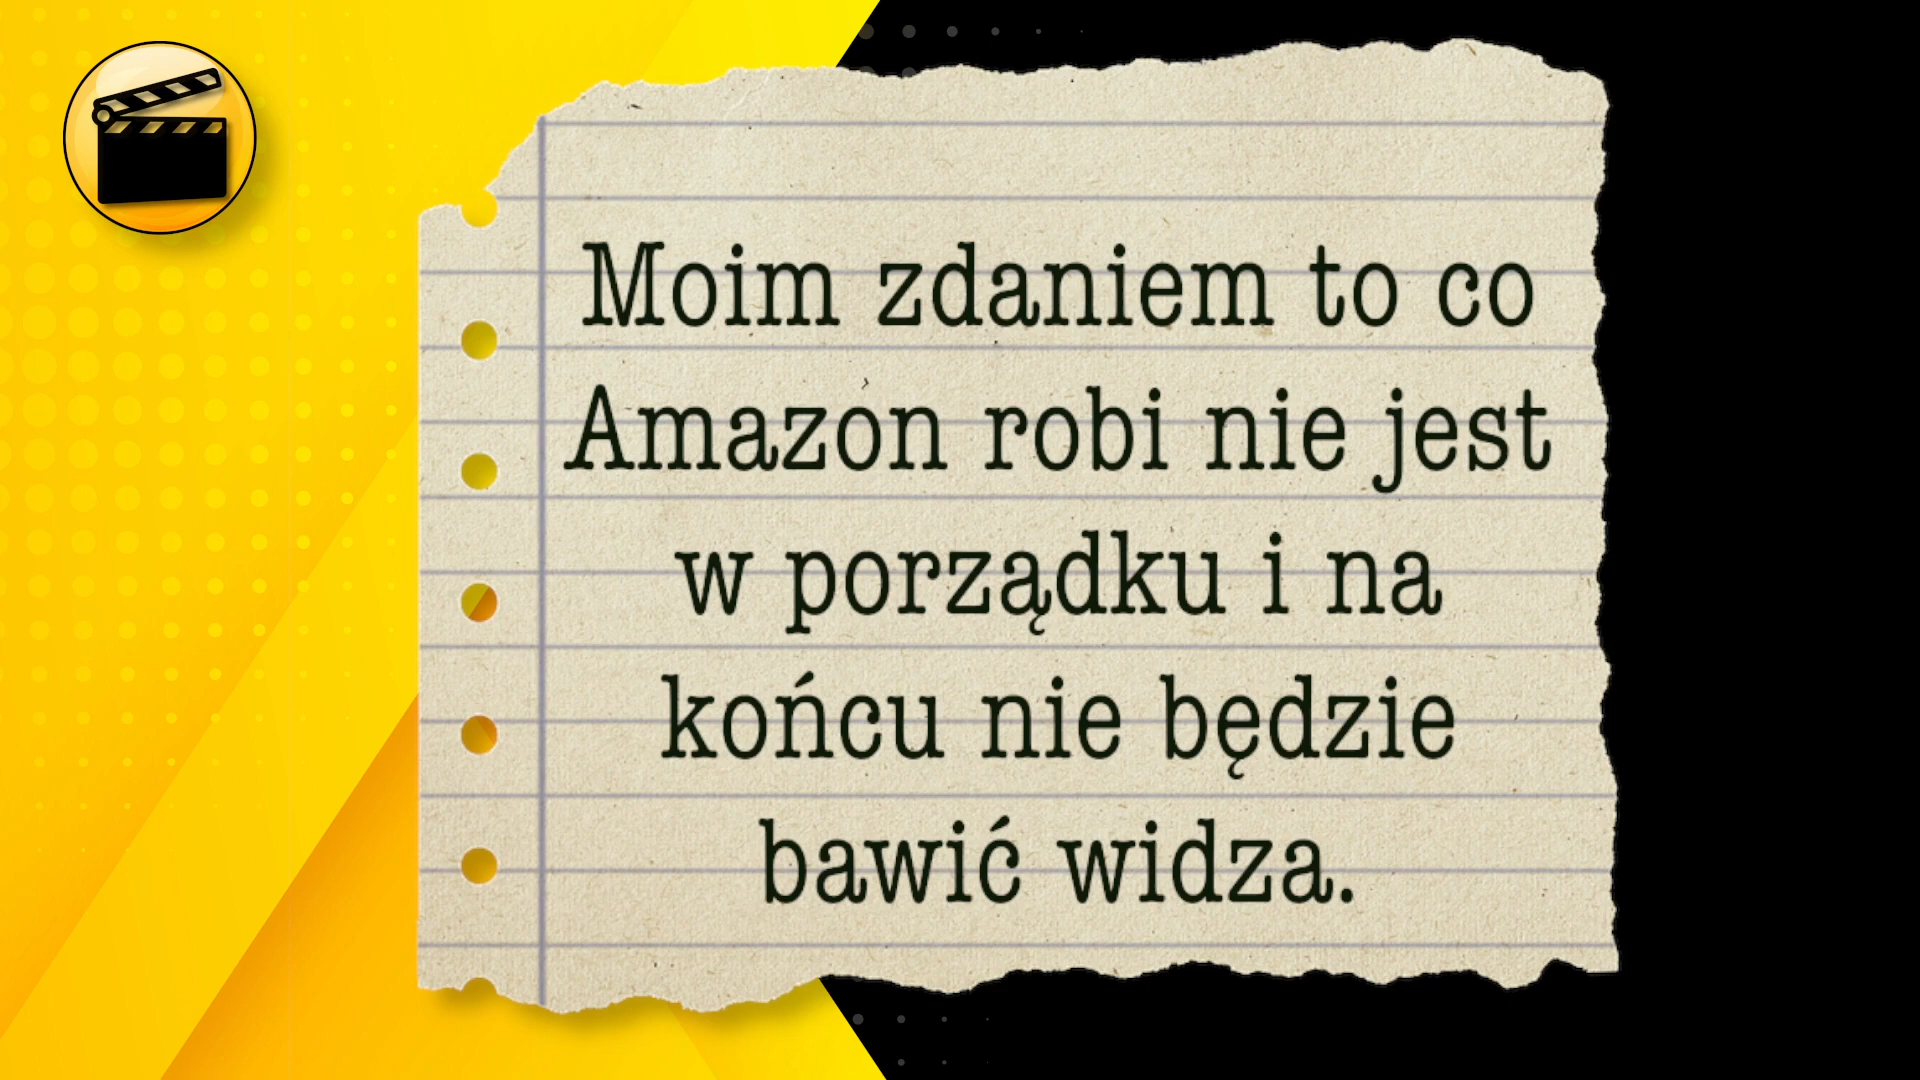 Moim zdaniem to co
Amazon robi nie jest
w porządku i na
końcu nie będzie
bawić widza.